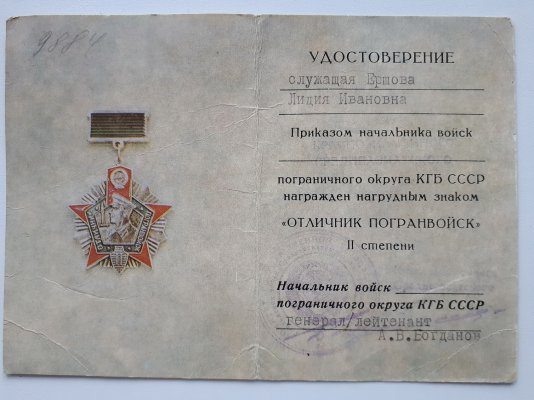 9884
УДОСТОВЕРЕНИЕ
служащая Ершова
Лидия Ивановна
Приказом начальника войск
пограничного округа КГБ СССР
награжден нагрудным знаком
«ОТЛИЧНИК ПОГРАНВОЙСК»
II степени
Начальник войск
пограничного округа КГБ СССР
генерал/лейтенант
А.В.Богданов